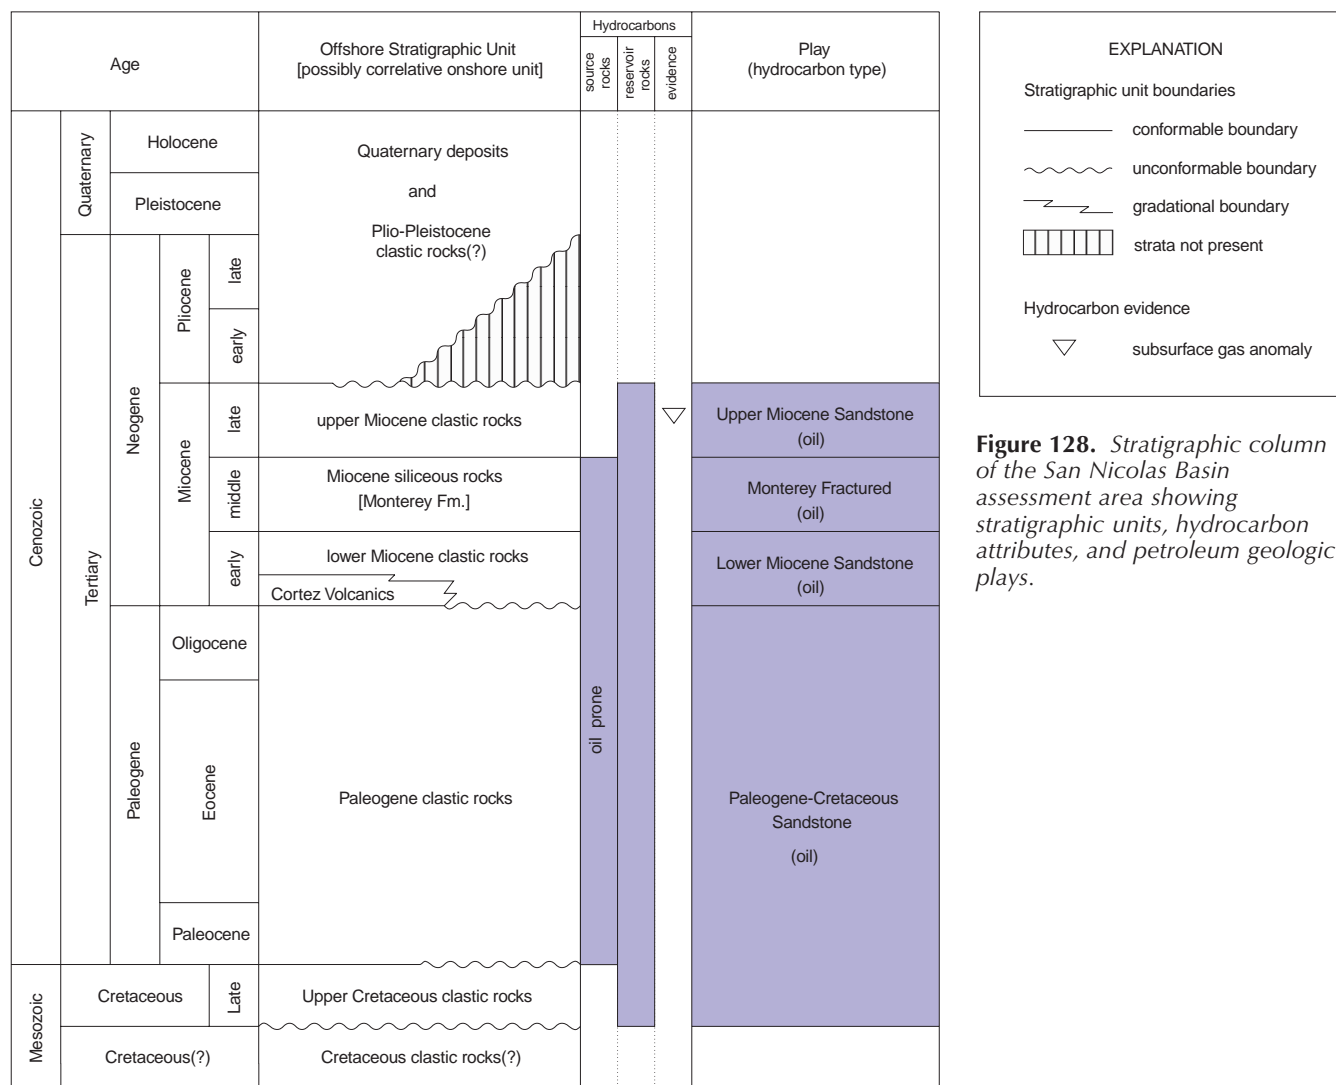 Age
Offshore Stratigraphic Unit
[possibly correlative onshore unit]
Hydrocarbons
source
rocks
reservoir
rocks
evidence
Play
(hydrocarbon type)
Cenozoic
Mesozoic
Quaternary
Tertiary
Holocene
Pleistocene
Neogene
Paleogene
Pliocene
late
early
Miocene
late
middle
early
Oligocene
Eocene
Paleocene
Cretaceous
Late
Cretaceous(?)
Quaternary deposits
and
Plio-Pleistocene
clastic rocks(?)
upper Miocene clastic rocks
Miocene siliceous rocks
[Monterey Fm.]
lower Miocene clastic rocks
Cortez Volcanics
Paleogene clastic rocks
Upper Cretaceous clastic rocks
Cretaceous clastic rocks(?)
oil prone
Upper Miocene Sandstone
(oil)
Monterey Fractured
(oil)
Lower Miocene Sandstone
(oil)
Paleogene-Cretaceous
Sandstone
(oil)
EXPLANATION
Stratigraphic unit boundaries
conformable boundary
unconformable boundary
gradational boundary
strata not present
Hydrocarbon evidence
subsurface gas anomaly
Figure 128. Stratigraphic column
of the San Nicolas Basin
assessment area showing
stratigraphic units, hydrocarbon
attributes, and petroleum geologic
plays.